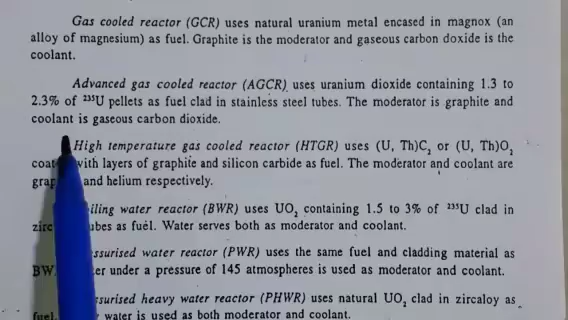 Gas cooled reactor (GCR) uses natural uranium metal encased in magnox (an
alloy of magnesium) as fuel. Graphite is the moderator and gaseous carbon doxide is the
coolant.
Advanced gas cooled reactor (AGCR) uses uranium dioxide containing 1.3 to
2.3% of ²³⁵U pellets as fuel clad in stainless steel tubes. The moderator is graphite and
coolant is gaseous carbon dioxide.
High temperature gas cooled reactor (HTGR) uses (U, Th)C₂ or (U, Th)O₂
with layers of graphite and silicon carbide as fuel. The moderator and coolant are
and helium respectively.
water reactor (BWR) uses UO₂ containing 1.5 to 3% of ²³⁵U clad in
as fuel. Water serves both as moderator and coolant.
water reactor (PWR) uses the same fuel and cladding material as
under a pressure of 145 atmospheres is used as moderator and coolant.
heavy water reactor (PHWR) uses natural UO₂ clad in zircaloy as
fuel. water is used as both moderator and coolant.